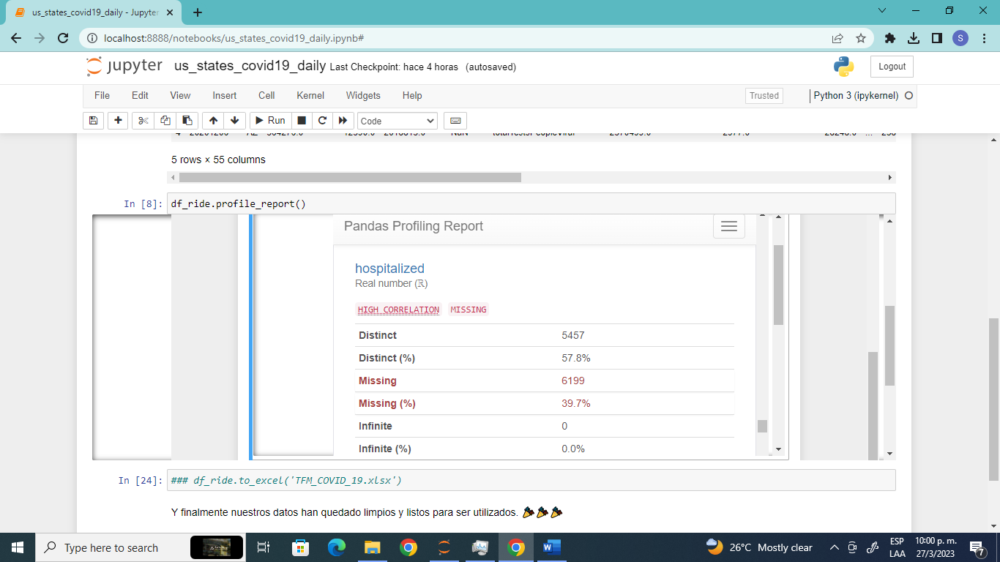 us_states_covid19_daily - Jupyter
localhost:8888/notebooks/us_states_covid19_daily.ipynb#
S
jupyter us_states_covid19_daily Last Checkpoint: hace 4 horas (autosaved)
Logout
File Edit View Insert Cell Kernel Widgets Help
Trusted
Python 3 (ipykernel)
Run
Code
5 rows × 55 columns
In [8]: df_ride.profile_report()
Pandas Profiling Report
hospitalized
Real number (ℝ)
HIGH CORRELATION MISSING
Distinct 5457
Distinct (%) 57.8%
Missing 6199
Missing (%) 39.7%
Infinite 0
Infinite (%) 0.0%
In [24]: ### df_ride.to_excel('TFM_COVID_19.xlsx')
Y finalmente nuestros datos han quedado limpios y listos para ser utilizados. 🎉🎉🎉
Type here to search
26°C Mostly clear
ESP
LAA
10:00 p. m.
27/3/2023
7